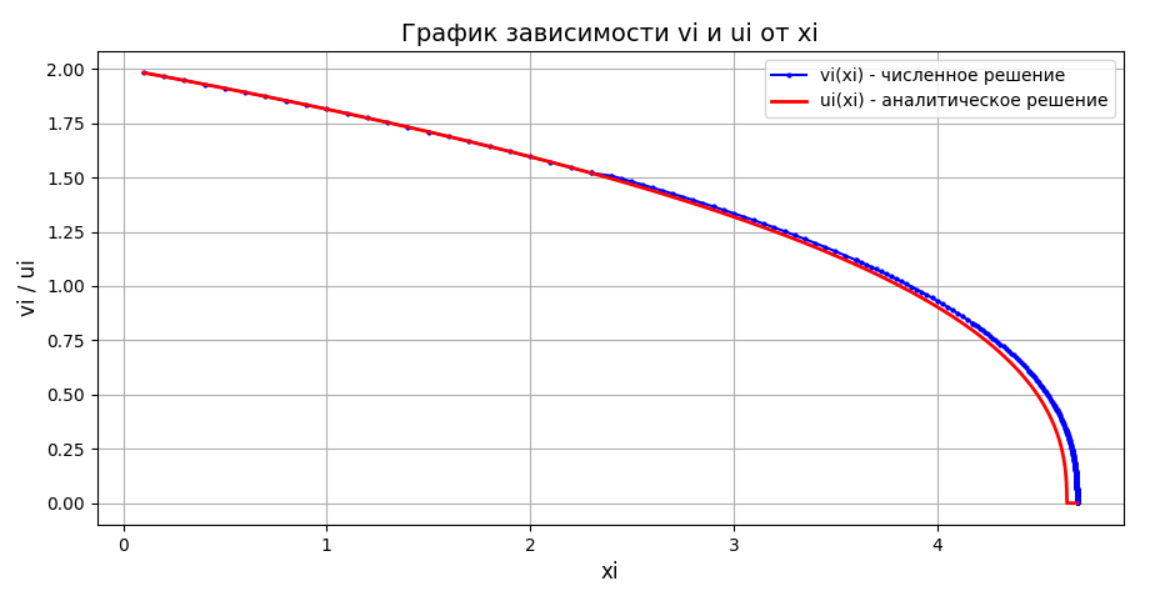 График зависимости vi и ui от xi
vi(xi) - численное решение
ui(xi) - аналитическое решение
vi / ui
2.00
1.75
1.50
1.25
1.00
0.75
0.50
0.25
0.00
0 1 2 3 4
xi